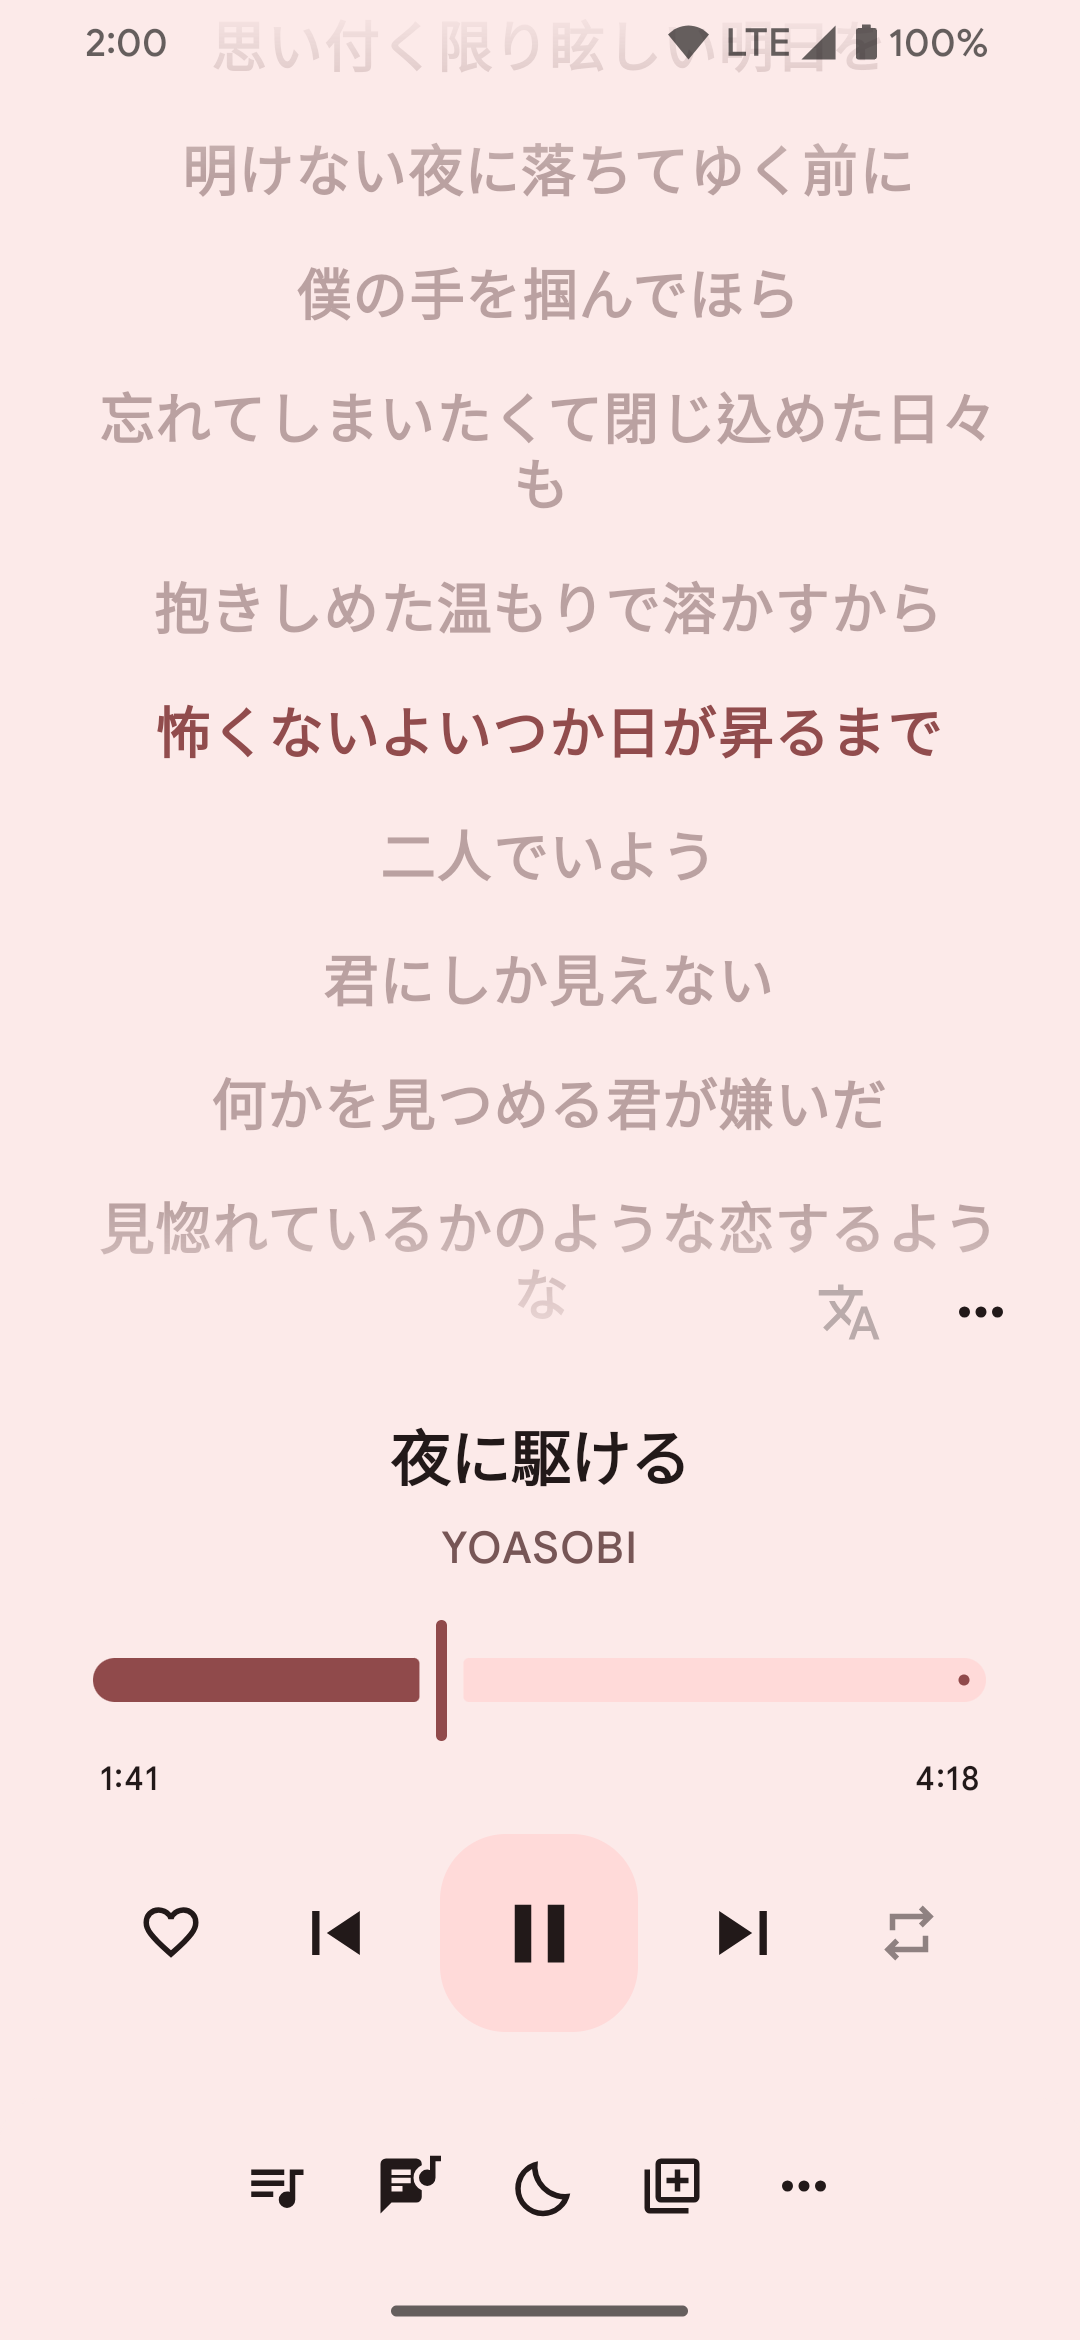 2:00 LTE 100%
思い付く限り眩しい明日を
明けない夜に落ちてゆく前に
僕の手を掴んでほら
忘れてしまいたくて閉じ込めた日々
も
抱きしめた温もりで溶かすから
怖くないよいつか日が昇るまで
二人でいよう
君にしか見えない
何かを見つめる君が嫌いだ
見惚れているかのような恋するよう
な
夜に駆ける
YOASOBI
1:41 4:18